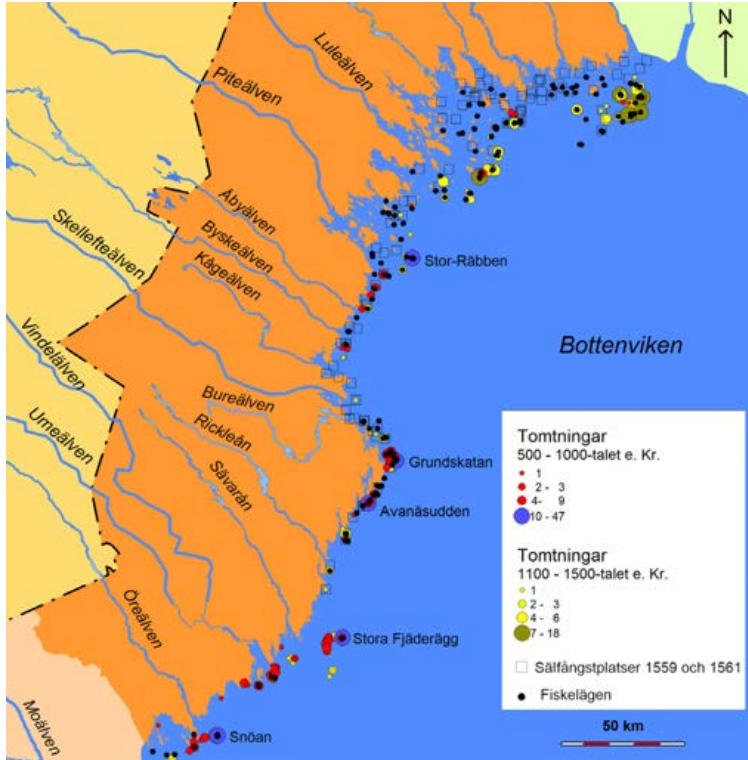 N
Luleälven
Piteälven
Åbyälven
Byskeälven
Skellefteälven
Kågeälven
Stor-Räbben
Vindelälven
Bottenviken
Bureälven
Umeälven
Rickleån
Sävarån
Grundskatan
Avanäsudden
Öreälven
Stora Fjäderägg
Moälven
Snöan
Tomtningar
500 - 1000-talet e. Kr.
1
2 - 3
4- 9
10 - 47
Tomtningar
1100 - 1500-talet e. Kr.
1
2 - 3
4 - 6
7 - 18
Sälfångstplatser 1559 och 1561
Fiskelägen
50 km